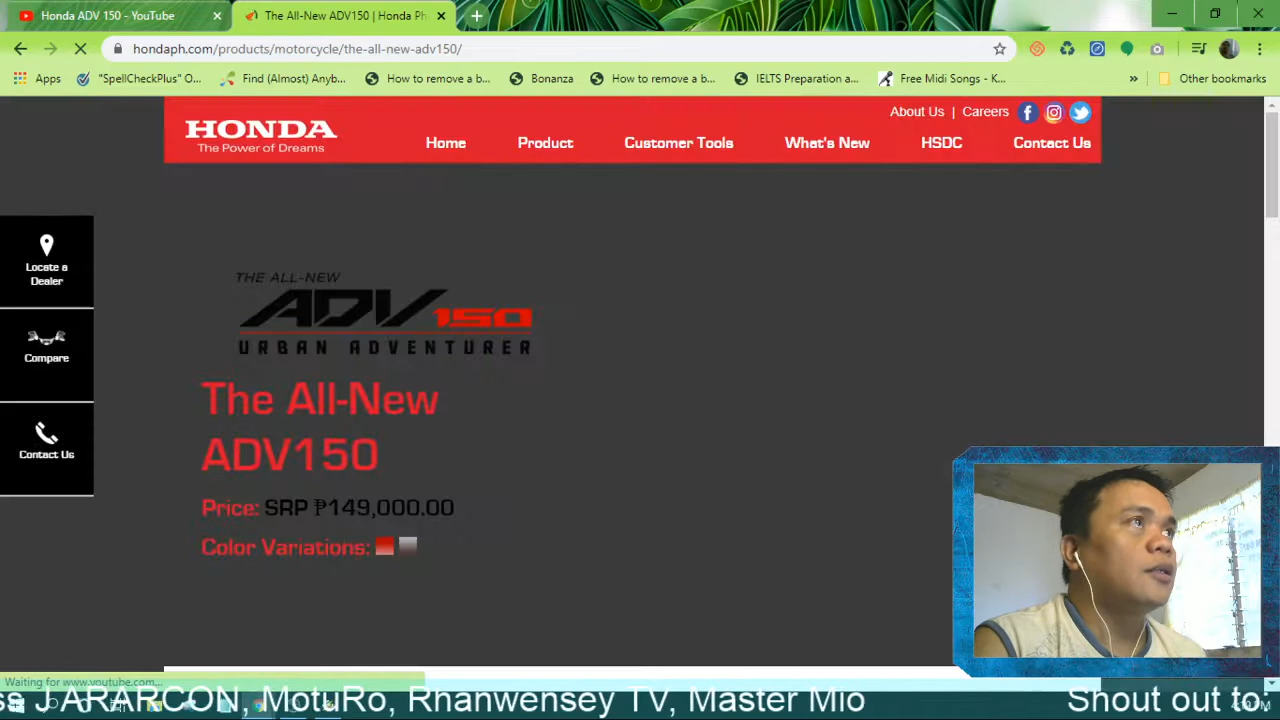 Honda ADV 150 - YouTube
The All-New ADV150 | Honda Ph
hondaph.com/products/motorcycle/the-all-new-adv150/
Apps
"SpellCheckPlus" O...
Find (Almost) Anyb...
How to remove a b...
Bonanza
How to remove a b...
IELTS Preparation a...
Free Midi Songs - K...
Other bookmarks
About Us | Careers
HONDA
The Power of Dreams
Home
Product
Customer Tools
What's New
HSDC
Contact Us
Locate a
Dealer
Compare
Contact Us
THE ALL-NEW
ADV150
URBAN ADVENTURER
The All-New
ADV150
Price: SRP ₱149,000.00
Color Variations:
Waiting for www.youtube.com...
ss JARARCON, MotuRo, Rhanwensey TV, Master Mio
Shout out to: